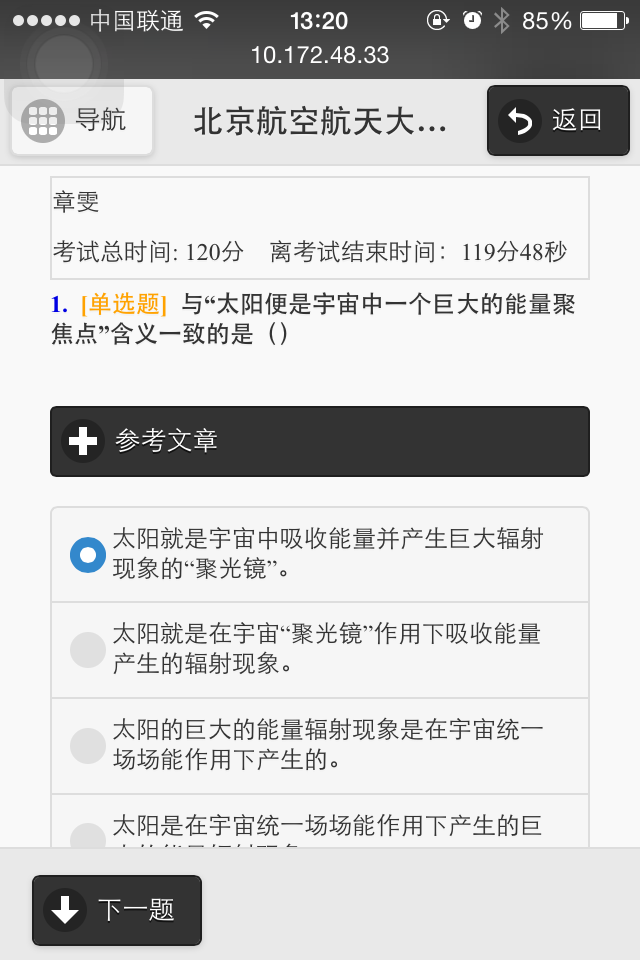 中国联通 13:20 85%
10.172.48.33
导航 北京航空航天大... 返回
章雯
考试总时间: 120分 离考试结束时间： 119分48秒
1. [单选题] 与“太阳便是宇宙中一个巨大的能量聚
焦点”含义一致的是（）
参考文章
太阳就是宇宙中吸收能量并产生巨大辐射
现象的“聚光镜”。
太阳就是在宇宙“聚光镜”作用下吸收能量
产生的辐射现象。
太阳的巨大的能量辐射现象是在宇宙统一
场场能作用下产生的。
太阳是在宇宙统一场场能作用下产生的巨
下一题